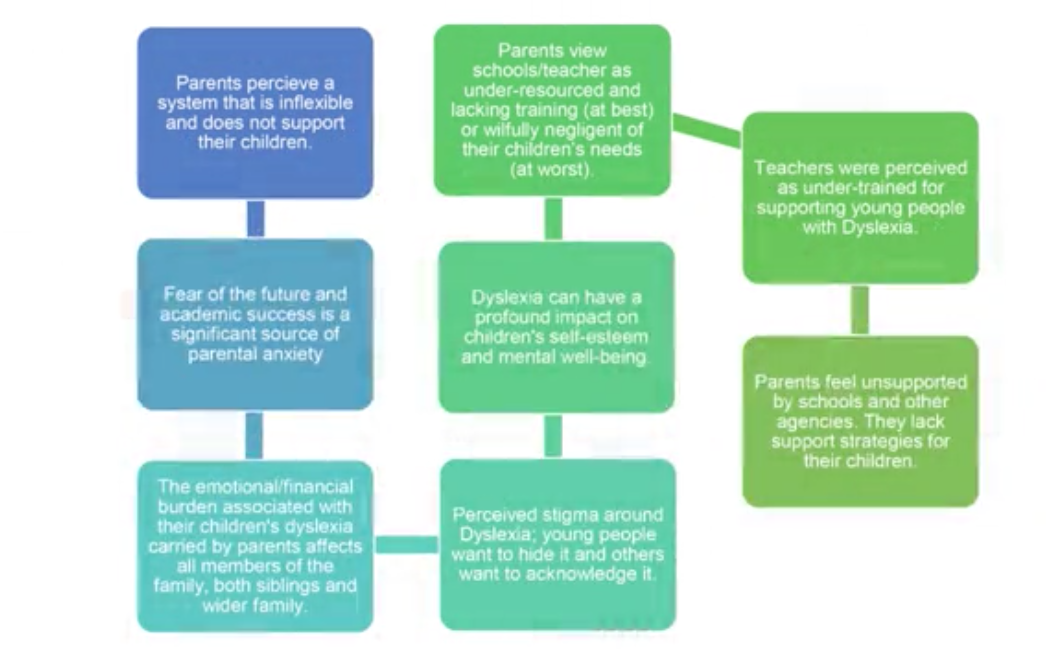 Parents percieve a
system that is inflexible
and does not support
their children.
Fear of the future and
academic success is a
significant source of
parental anxiety
The emotional/financial
burden associated with
their children's dyslexia
carried by parents affects
all members of the
family, both siblings and
wider family.
Perceived stigma around
Dyslexia; young people
want to hide it and others
want to acknowledge it.
Dyslexia can have a
profound impact on
children's self-esteem
and mental well-being.
Parents view
schools/teacher as
under-resourced and
lacking training (at best)
or wilfully negligent of
their children's needs
(at worst).
Teachers were perceived
as under-trained for
supporting young people
with Dyslexia.
Parents feel unsupported
by schools and other
agencies. They lack
support strategies for
their children.